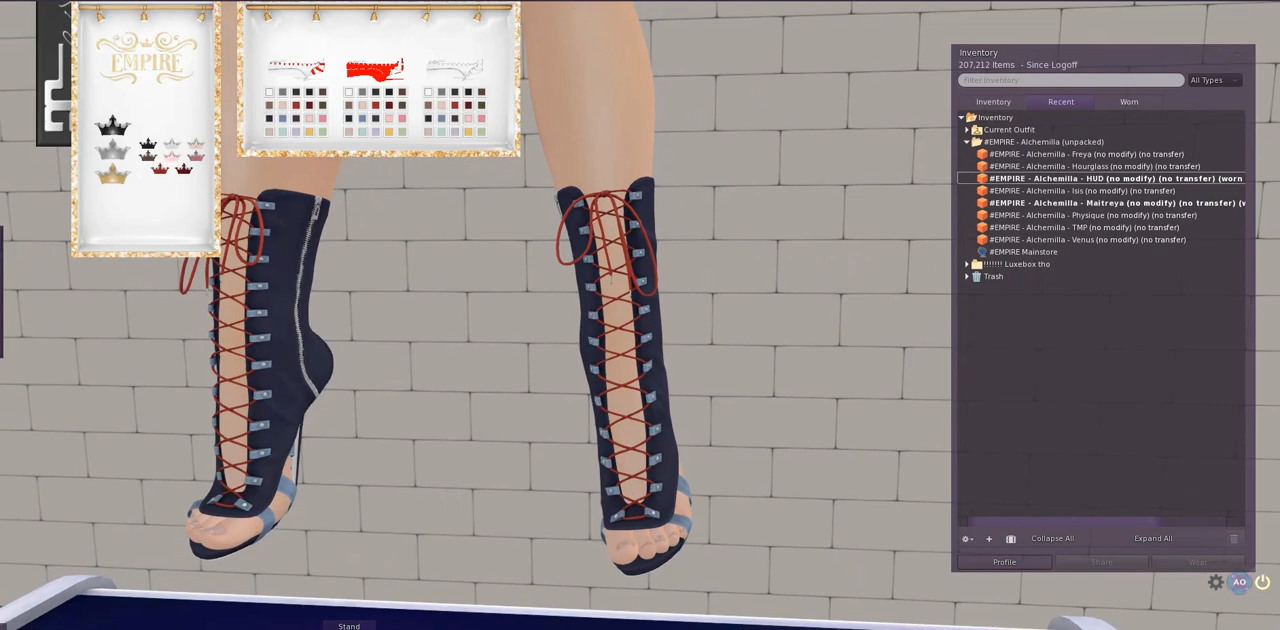 EMPIRE
Inventory
207,212 Items - Since Logoff
Filter Inventory
All Types
Inventory
Recent
Worn
Inventory
Current Outfit
#EMPIRE - Alchemilla (unpacked)
#EMPIRE - Alchemilla - Freya (no modify) (no transfer)
#EMPIRE - Alchemilla - Hourglass (no modify) (no transfer)
#EMPIRE - Alchemilla - HUD (no modify) (no transfer) (worn
#EMPIRE - Alchemilla - Isis (no modify) (no transfer)
#EMPIRE - Alchemilla - Maitreya (no modify) (no transfer) (w
#EMPIRE - Alchemilla - Physique (no modify) (no transfer)
#EMPIRE - Alchemilla - TMP (no modify) (no transfer)
#EMPIRE - Alchemilla - Venus (no modify) (no transfer)
#EMPIRE Mainstore
!!!!!!! Luxebox tho
Trash
Collapse All
Expand All
Profile
Share
Wear
AO
Stand